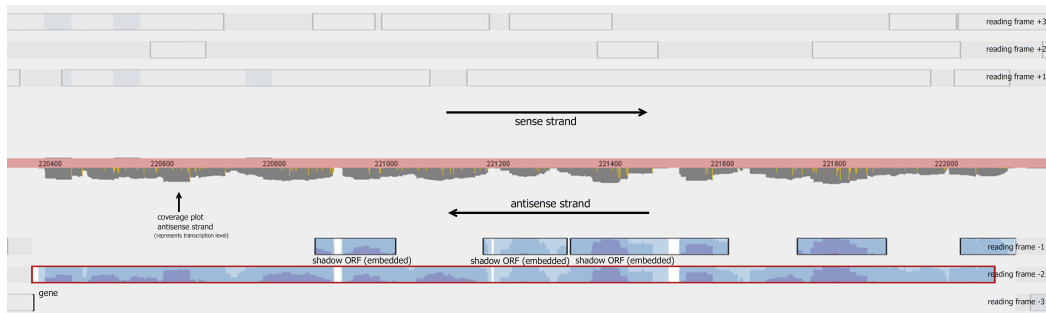 reading frame +3
reading frame +2
reading frame +1
sense strand
220400 220600 220800 221000 221200 221400 221600 221800 222000
antisense strand
coverage plot
antisense strand
(represents transcription level)
reading frame -1
shadow ORF (embedded) shadow ORF (embedded) shadow ORF (embedded)
reading frame -2
gene
reading frame -3